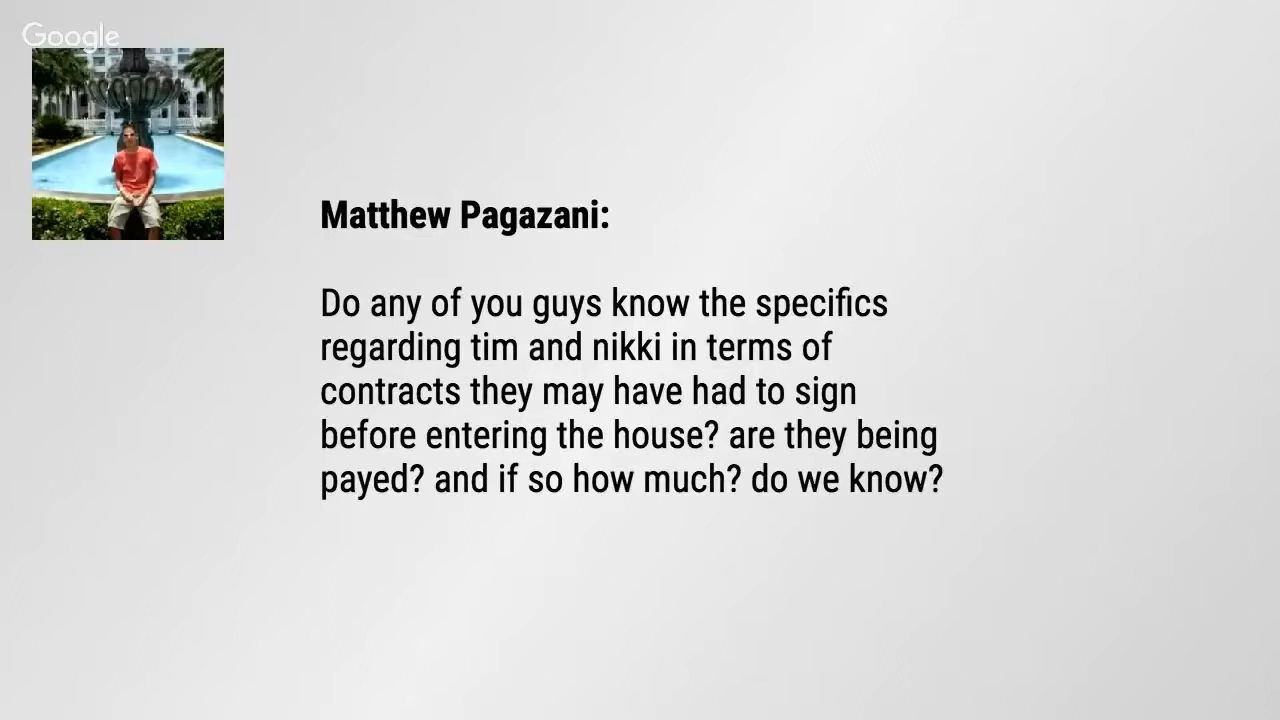 Google
Matthew Pagazani:
Do any of you guys know the specifics
regarding tim and nikki in terms of
contracts they may have had to sign
before entering the house? are they being
payed? and if so how much? do we know?